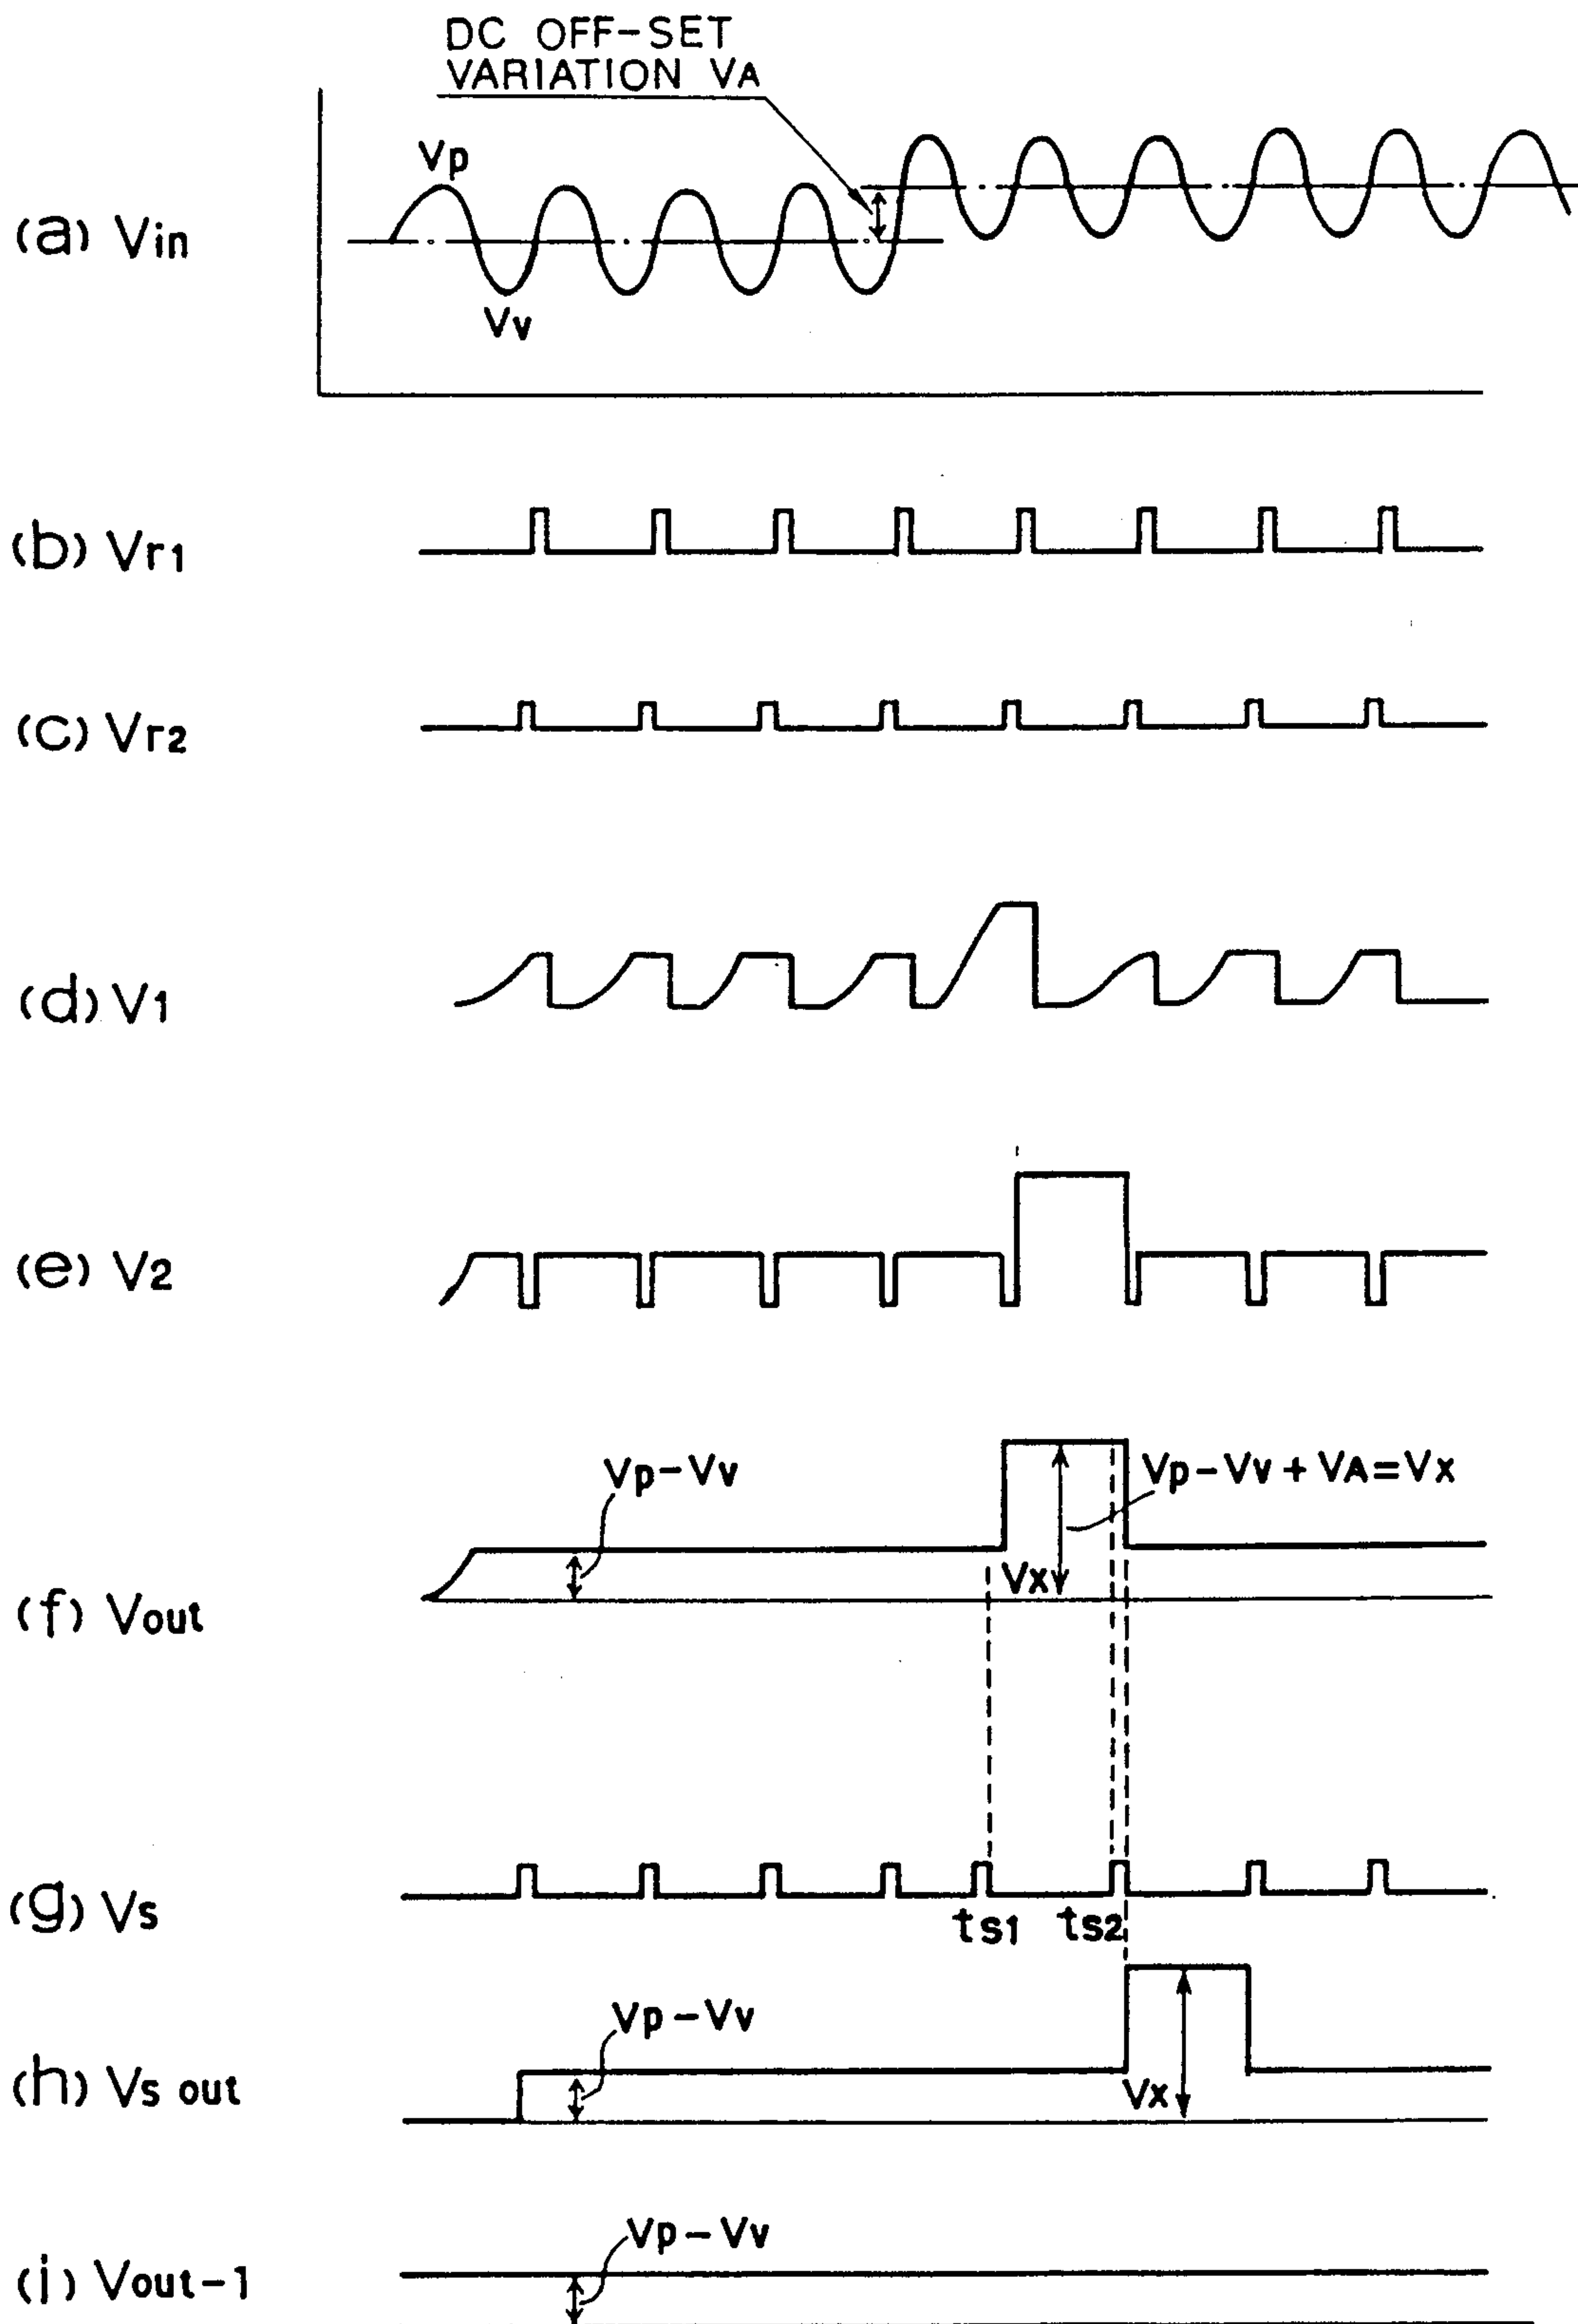 DC OFF-SET
VARIATION VA
Vp
(a) Vin
Vv
(b) Vr1
(c) Vr2
(d) V1
(e) V2
Vp-Vv
Vp-Vv+VA=Vx
Vx
(f) Vout
(g) Vs
ts1 ts2
Vp-Vv
(h) Vs out
Vx
Vp-Vv
(i) Vout-1